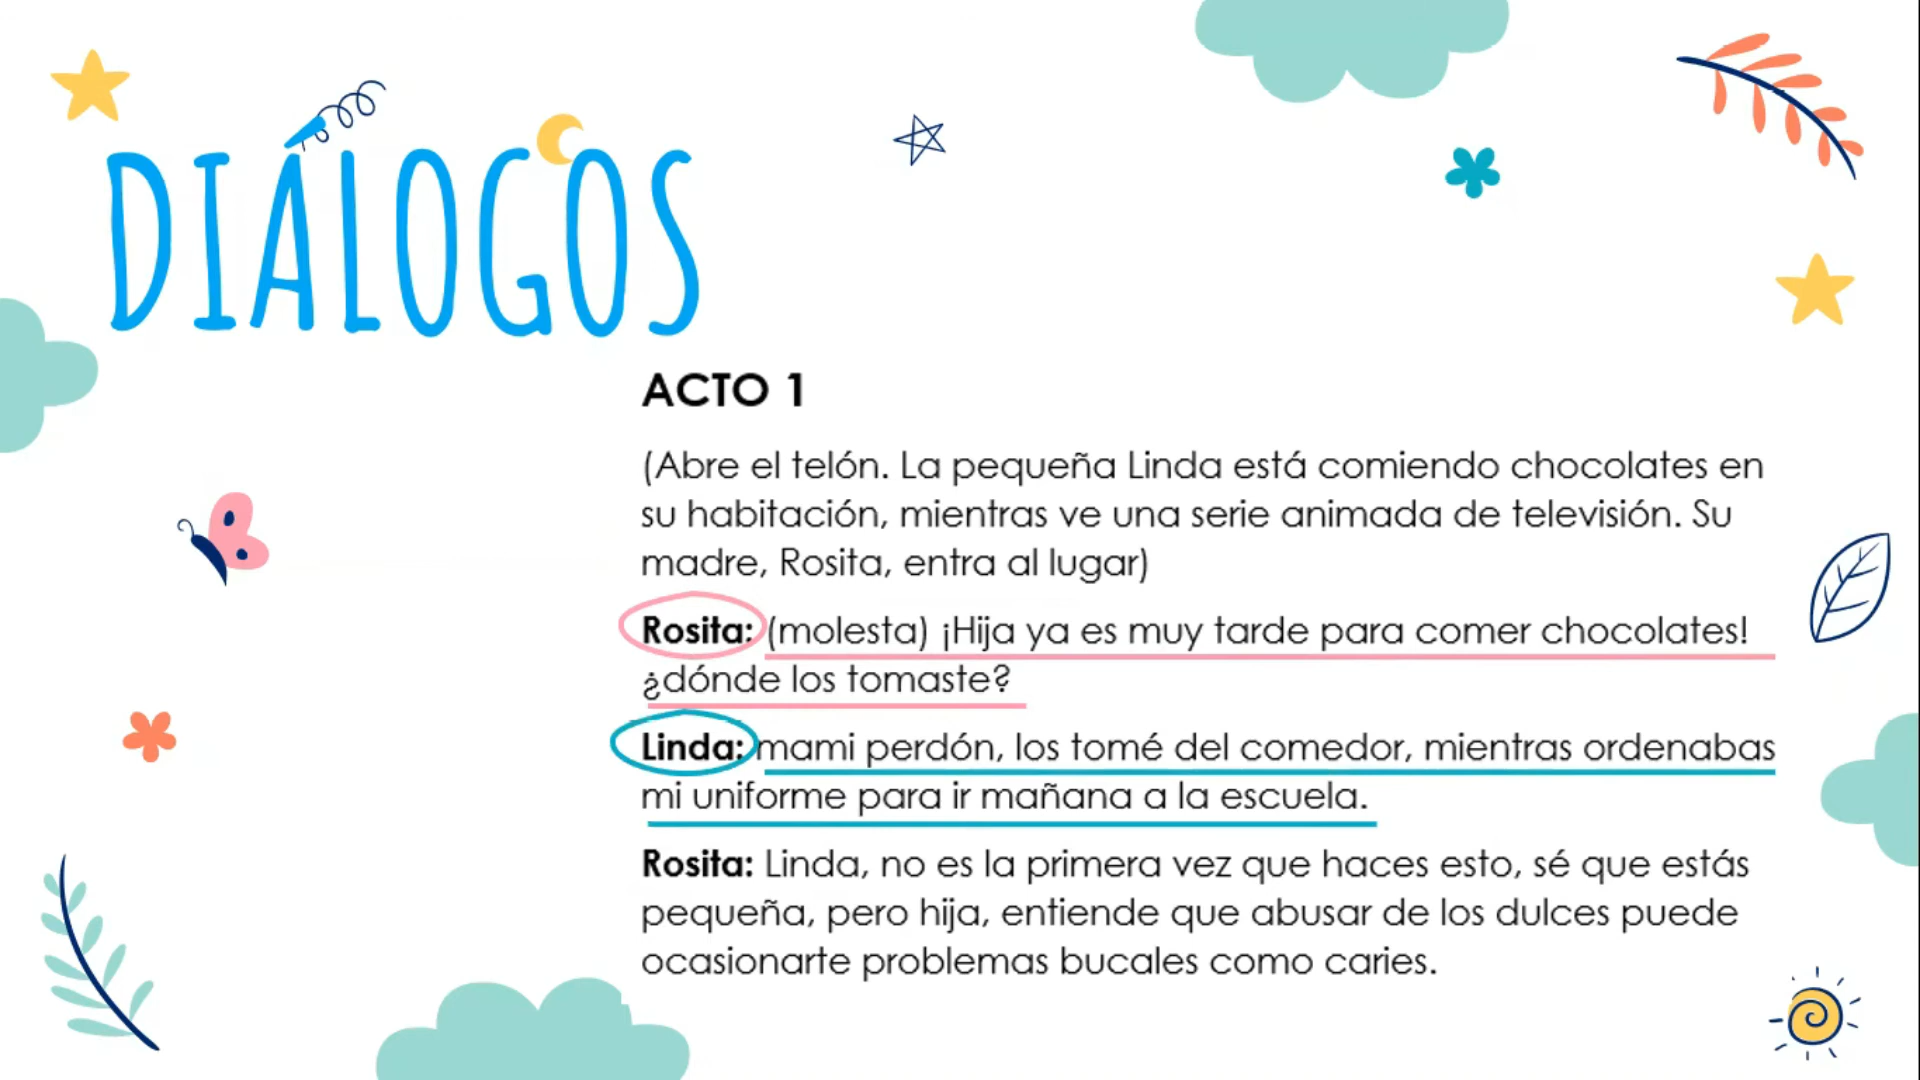 DIÁLOGOS
ACTO 1
(Abre el telón. La pequeña Linda está comiendo chocolates en
su habitación, mientras ve una serie animada de televisión. Su
madre, Rosita, entra al lugar)
Rosita: (molesta) ¡Hija ya es muy tarde para comer chocolates!
¿dónde los tomaste?
Linda: mami perdón, los tomé del comedor, mientras ordenabas
mi uniforme para ir mañana a la escuela.
Rosita: Linda, no es la primera vez que haces esto, sé que estás
pequeña, pero hija, entiende que abusar de los dulces puede
ocasionarte problemas bucales como caries.